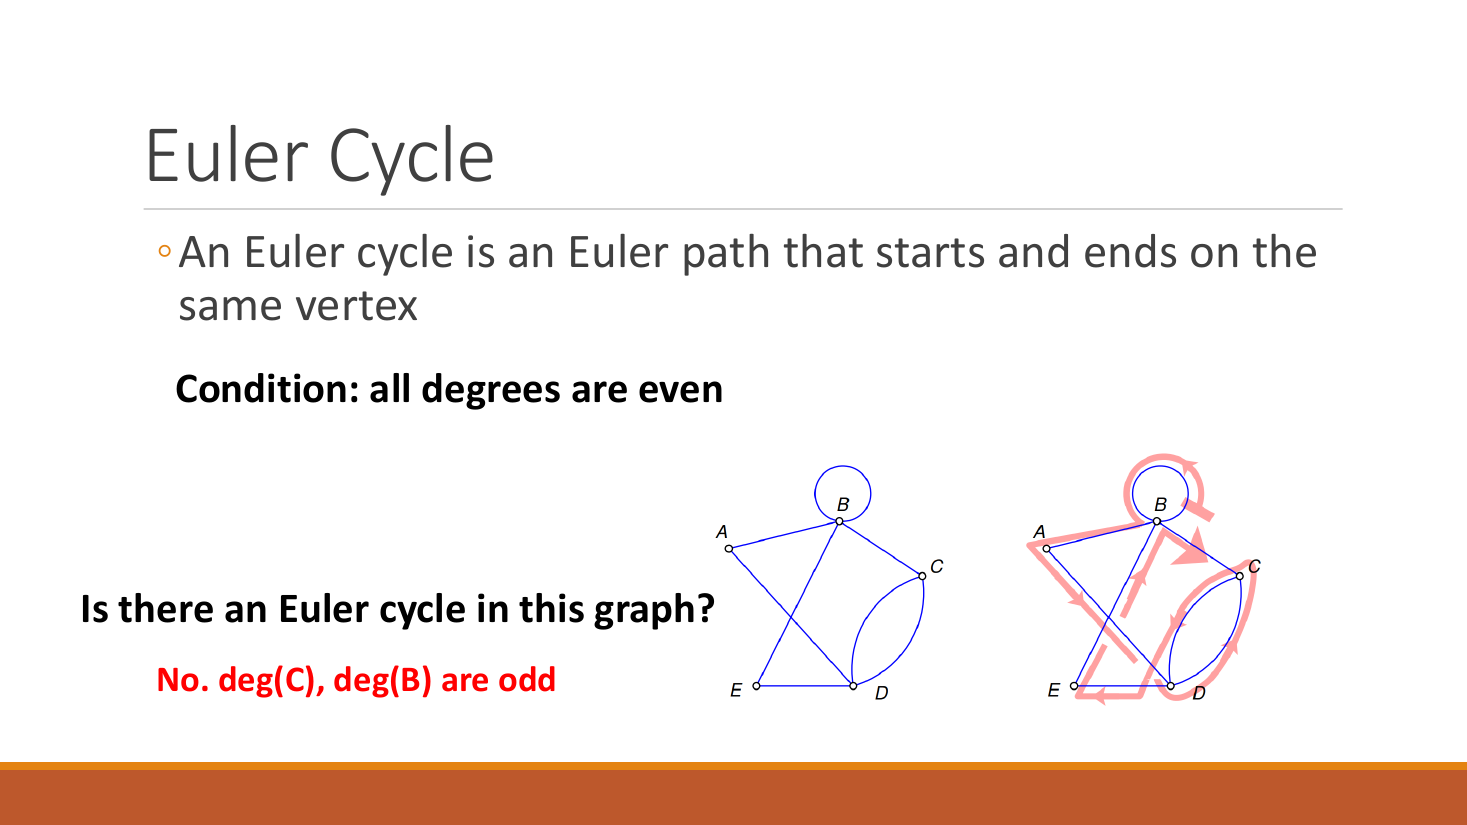 Euler Cycle
◦An Euler cycle is an Euler path that starts and ends on the
same vertex
Condition: all degrees are even
B
A
C
E
D
B
A
C
E
D
Is there an Euler cycle in this graph?
No. deg(C), deg(B) are odd